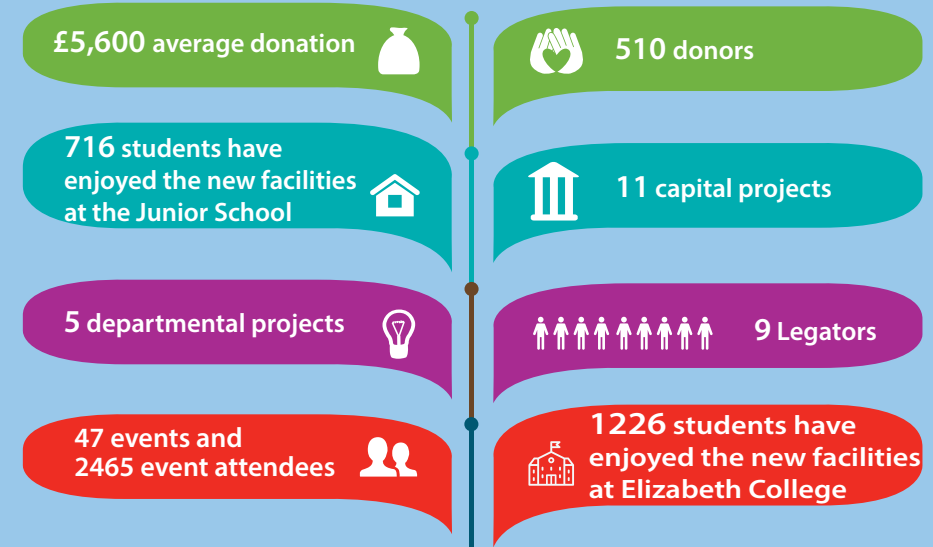 £5,600 average donation
510 donors
716 students have
enjoyed the new facilities
at the Junior School
11 capital projects
5 departmental projects
9 Legators
47 events and
2465 event attendees
1226 students have
enjoyed the new facilities
at Elizabeth College